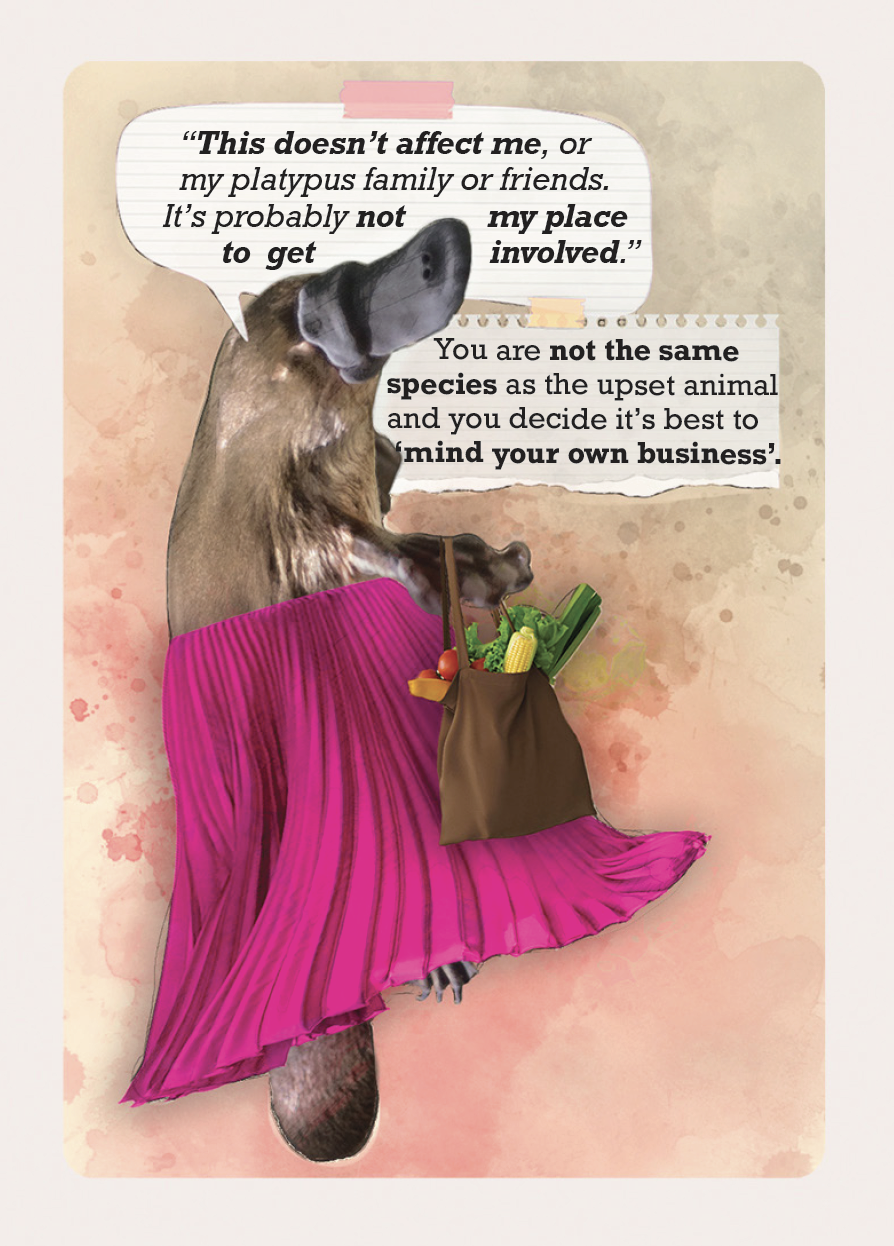 “This doesn’t affect me, or
my platypus family or friends.
It’s probably not my place
to get involved.”
You are not the same
species as the upset animal
and you decide it’s best to
‘mind your own business’.